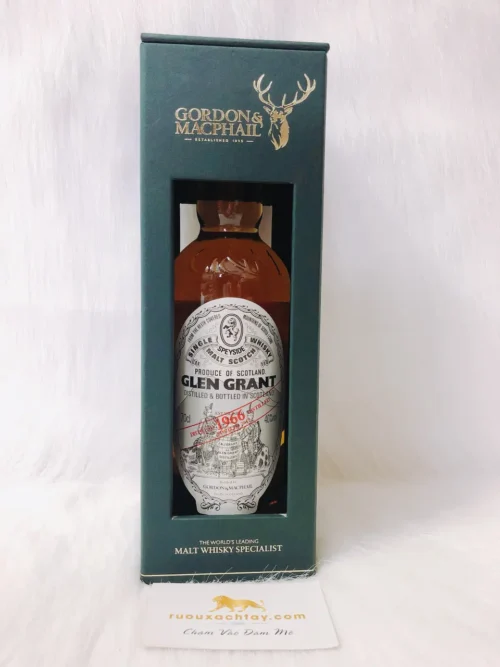 GORDON &
MACPHAIL
ESTABLISHED 1895
SINGLE WHISKY
SPEYSIDE
MALT SCOTCH
PRODUCE OF SCOTLAND
GLEN GRANT
DISTILLED & BOTTLED IN SCOTLAND
1966
GORDON & MACPHAIL
THE WORLD'S LEADING
MALT WHISKY SPECIALIST
ruouxachtay.com
Chạm Vào Đam Mê